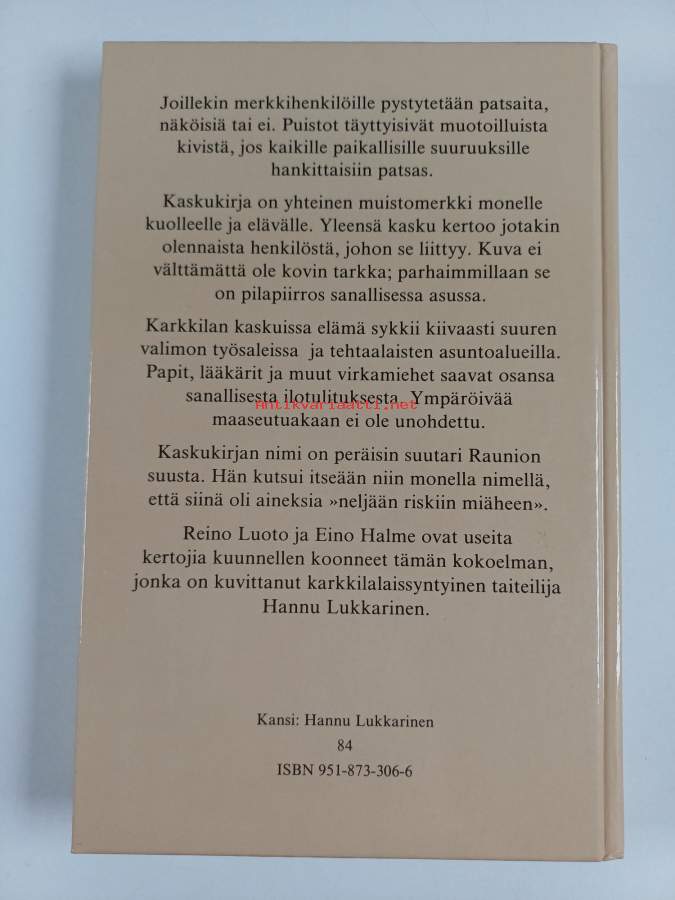 Joillekin merkkihenkilöille pystytetään patsaita,
näköisiä tai ei. Puistot täyttyisivät muotoilluista
kivistä, jos kaikille paikallisille suuruuksille
hankittaisiin patsas.
Kaskukirja on yhteinen muistomerkki monelle
kuolleelle ja elävälle. Yleensä kasku kertoo jotakin
olennaista henkilöstä, johon se liittyy. Kuva ei
välttämättä ole kovin tarkka; parhaimmillaan se
on pilapiirros sanallisessa asussa.
Karkkilan kaskuissa elämä sykkii kiivaasti suuren
valimon työsaleissa ja tehtaalaisten asuntoalueilla.
Papit, lääkärit ja muut virkamiehet saavat osansa
sanallisesta ilotulituksesta. Ympäröivää
antikvariaatti.net
maaseutuakaan ei ole unohdettu.
Kaskukirjan nimi on peräisin suutari Raunion
suusta. Hän kutsui itseään niin monella nimellä,
että siinä oli aineksia »neljään riskiin miäheen».
Reino Luoto ja Eino Halme ovat useita
kertojia kuunnellen koonneet tämän kokoelman,
jonka on kuvittanut karkkilalaissyntyinen taiteilija
Hannu Lukkarinen.
Kansi: Hannu Lukkarinen
84
ISBN 951-873-306-6